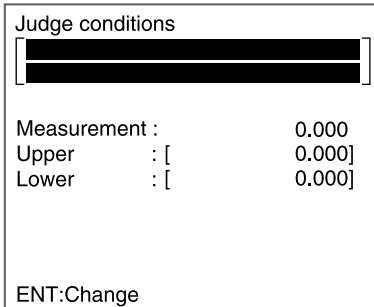 Judge conditions
[ ]
Measurement : 0.000
Upper : [ 0.000]
Lower : [ 0.000]
ENT:Change